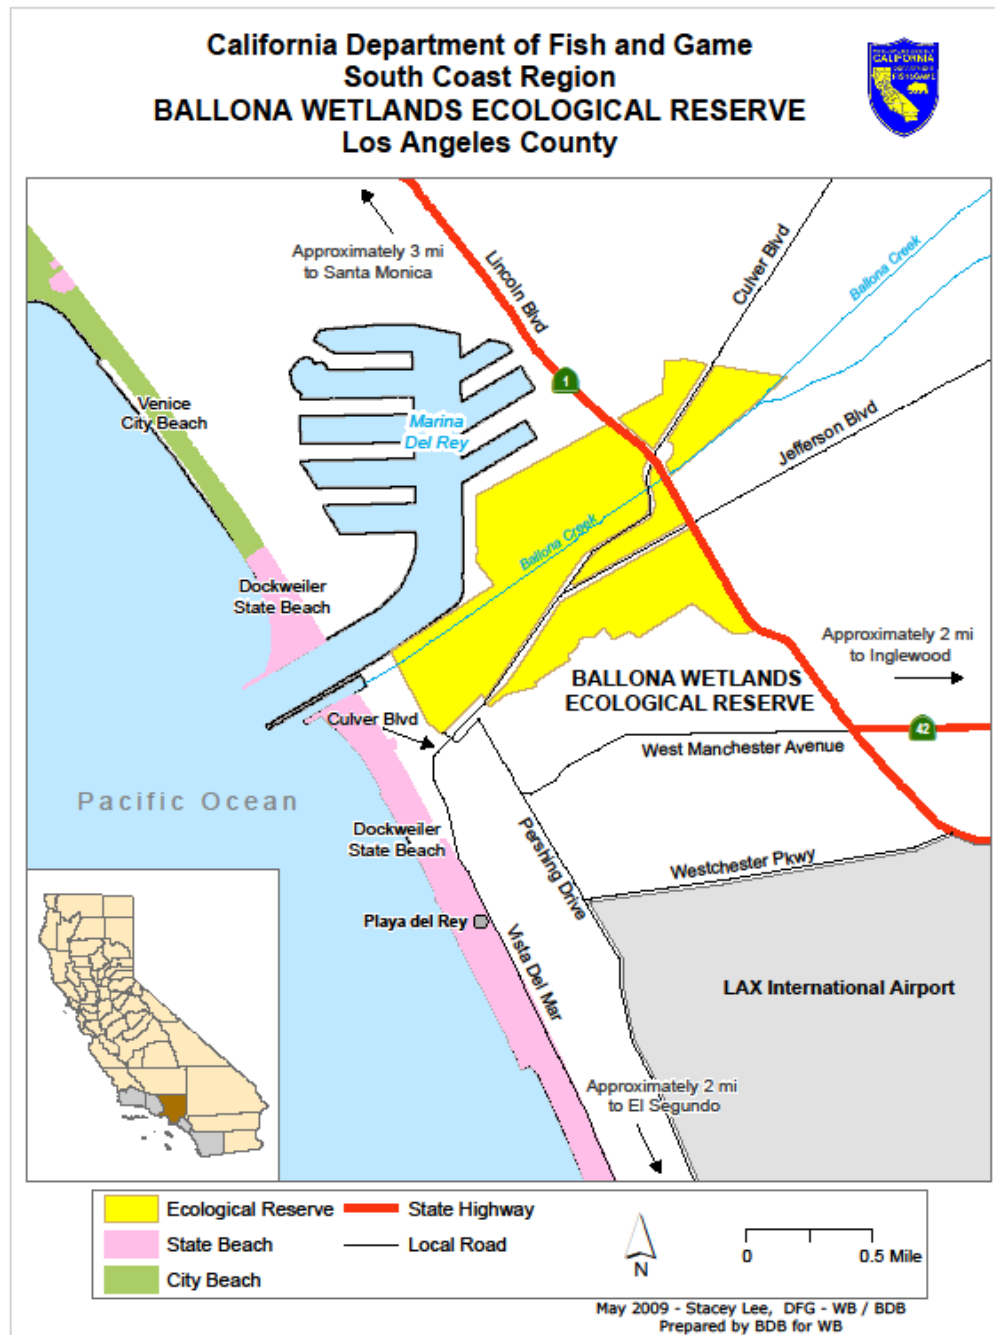 California Department of Fish and Game
South Coast Region
BALLONA WETLANDS ECOLOGICAL RESERVE
Los Angeles County
CALIFORNIA
FISH & GAME
Approximately 3 mi
to Santa Monica
Lincoln Blvd
Culver Blvd
Ballona Creek
1
Jefferson Blvd
Venice
City Beach
Marina
Del Rey
Ballona Creek
Dockweiler
State Beach
Approximately 2 mi
to Inglewood
BALLONA WETLANDS
ECOLOGICAL RESERVE
Culver Blvd
42
West Manchester Avenue
Pacific Ocean
Dockweiler
State Beach
Pershing Drive
Westchester Pkwy
Playa del Rey
Vista Del Mar
LAX International Airport
Approximately 2 mi
to El Segundo
Ecological Reserve
State Highway
State Beach
Local Road
City Beach
N
0
0.5 Mile
May 2009 - Stacey Lee, DFG - WB / BDB
Prepared by BDB for WB